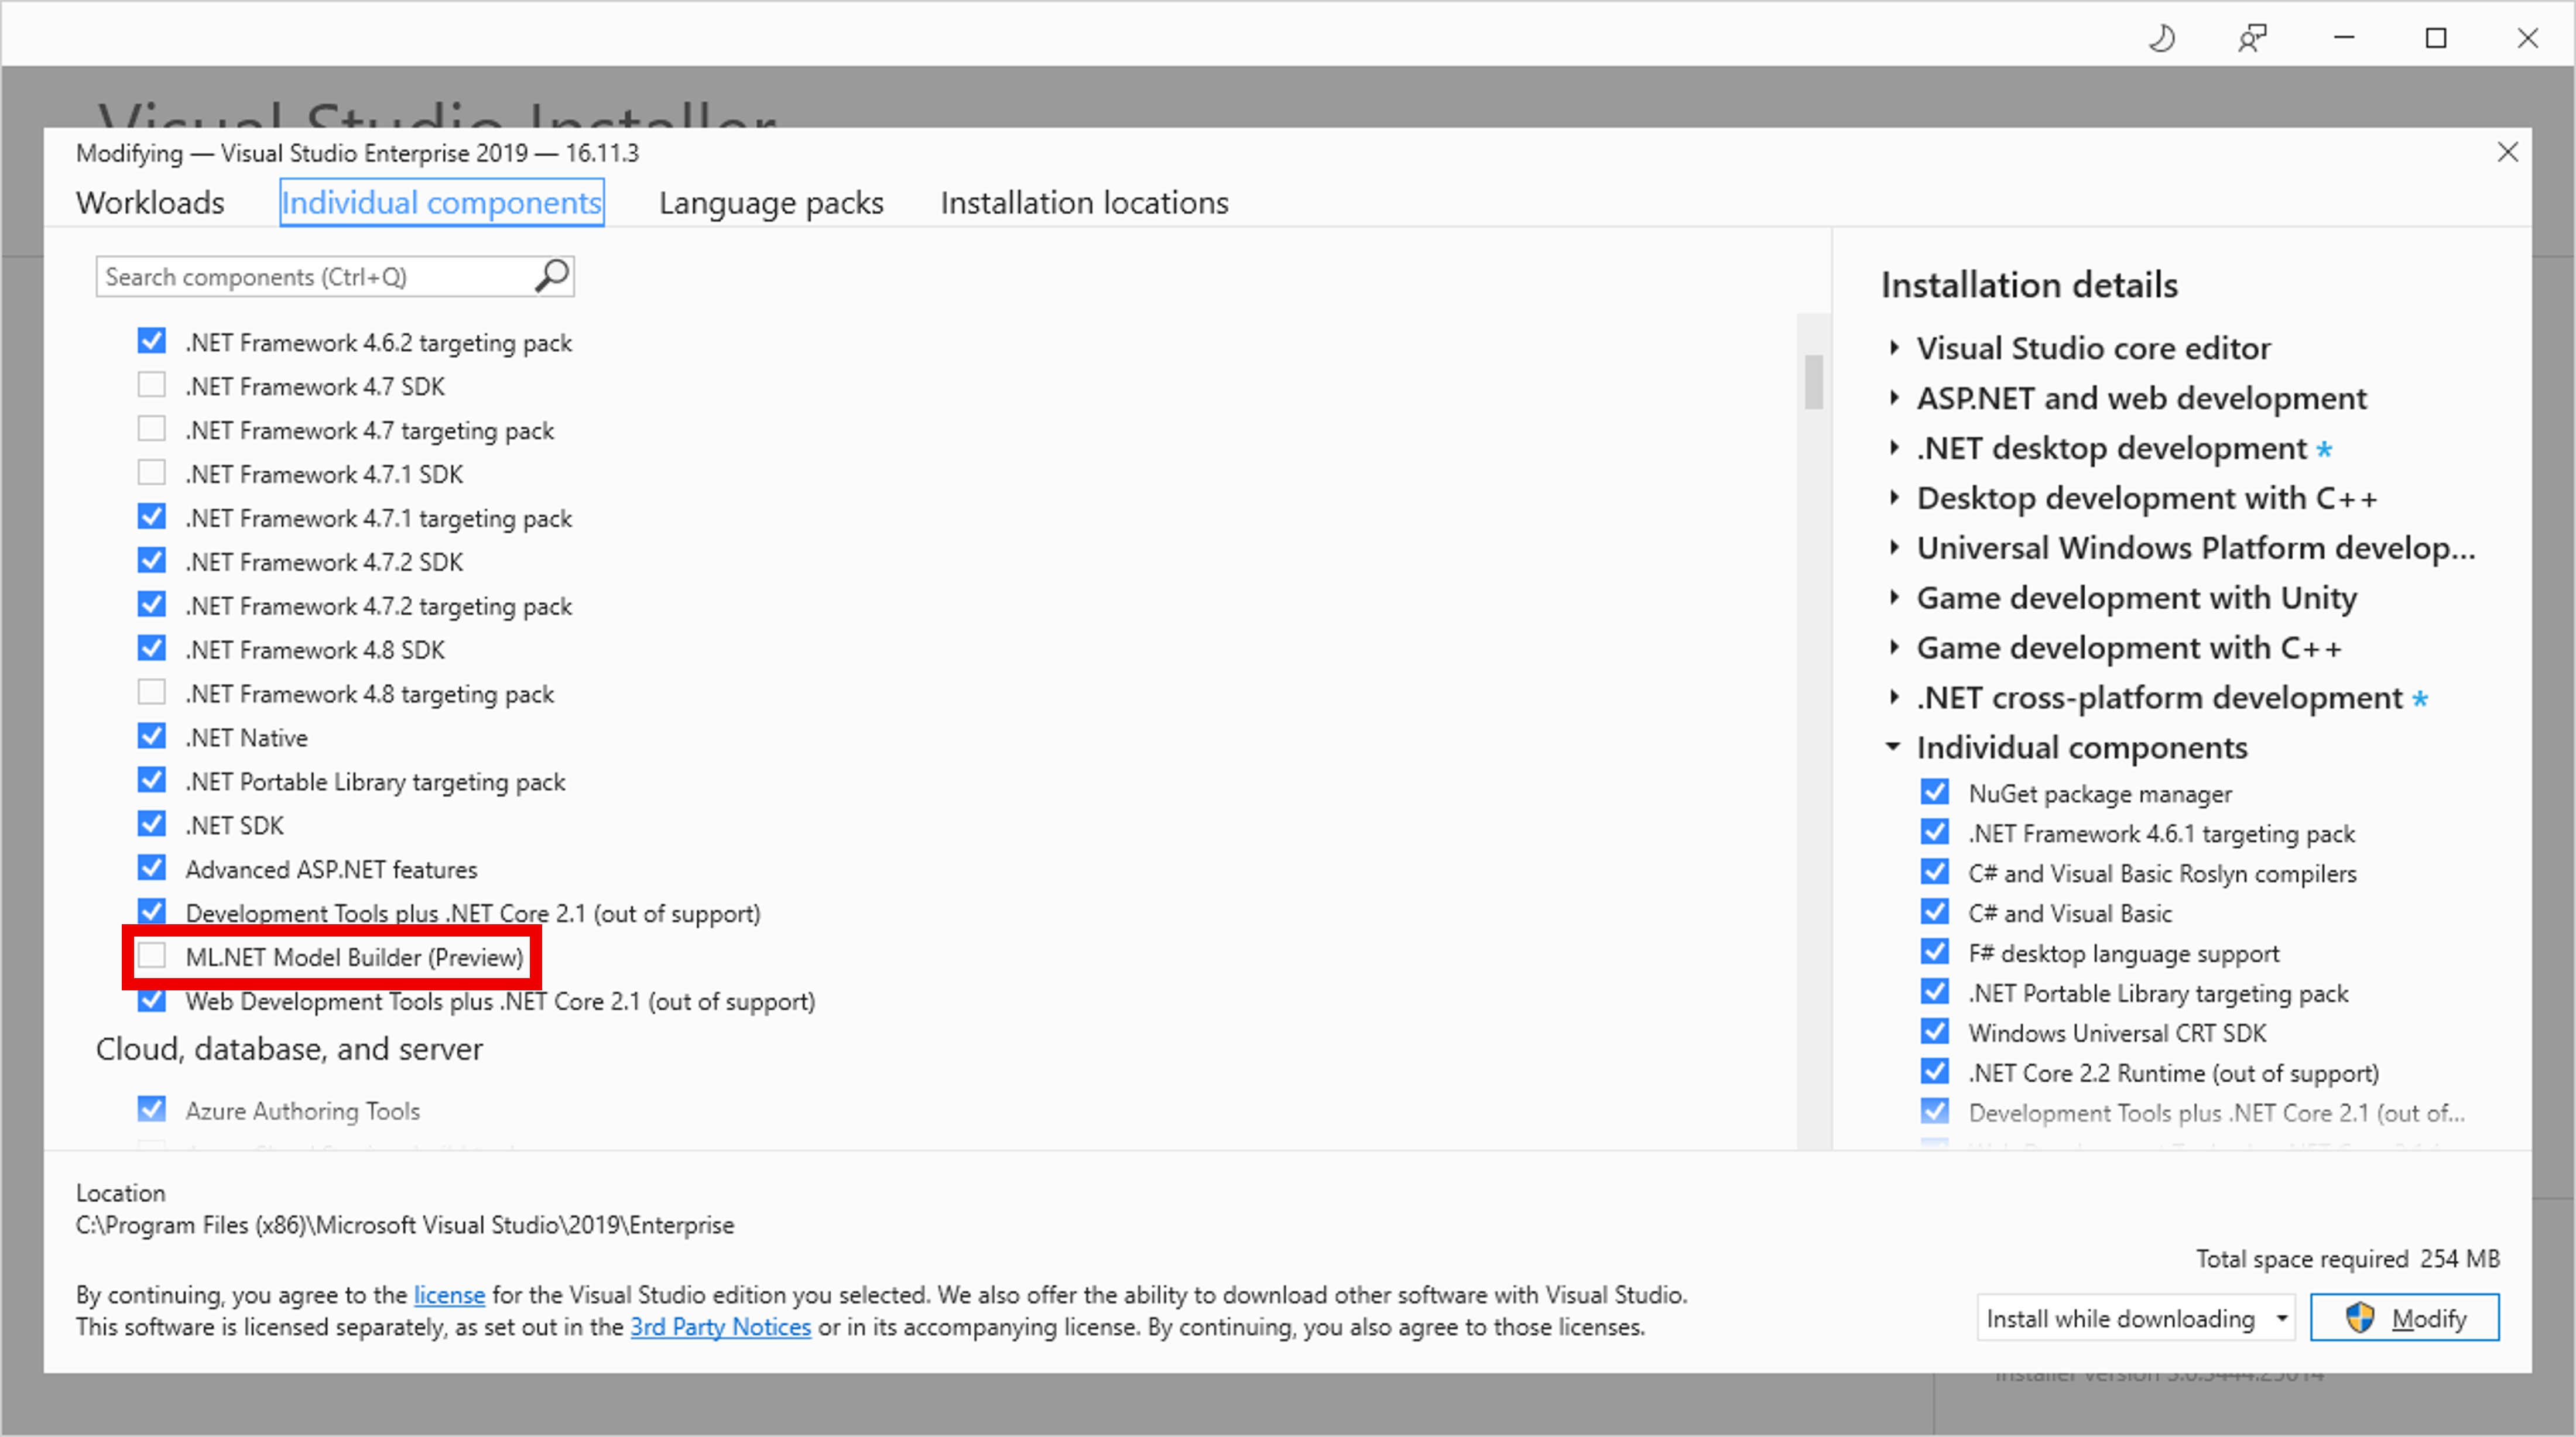 Visual Studio Installer
Modifying — Visual Studio Enterprise 2019 — 16.11.3
Workloads
Individual components
Language packs
Installation locations
Search components (Ctrl+Q)
.NET Framework 4.6.2 targeting pack
.NET Framework 4.7 SDK
.NET Framework 4.7 targeting pack
.NET Framework 4.7.1 SDK
.NET Framework 4.7.1 targeting pack
.NET Framework 4.7.2 SDK
.NET Framework 4.7.2 targeting pack
.NET Framework 4.8 SDK
.NET Framework 4.8 targeting pack
.NET Native
.NET Portable Library targeting pack
.NET SDK
Advanced ASP.NET features
Development Tools plus .NET Core 2.1 (out of support)
ML.NET Model Builder (Preview)
Web Development Tools plus .NET Core 2.1 (out of support)
Cloud, database, and server
Azure Authoring Tools
Installation details
Visual Studio core editor
ASP.NET and web development
.NET desktop development *
Desktop development with C++
Universal Windows Platform develop...
Game development with Unity
Game development with C++
.NET cross-platform development *
Individual components
NuGet package manager
.NET Framework 4.6.1 targeting pack
C# and Visual Basic Roslyn compilers
C# and Visual Basic
F# desktop language support
.NET Portable Library targeting pack
Windows Universal CRT SDK
.NET Core 2.2 Runtime (out of support)
Development Tools plus .NET Core 2.1 (out of...
Location
C:\Program Files (x86)\Microsoft Visual Studio\2019\Enterprise
Total space required 254 MB
By continuing, you agree to the license for the Visual Studio edition you selected. We also offer the ability to download other software with Visual Studio.
This software is licensed separately, as set out in the 3rd Party Notices or in its accompanying license. By continuing, you also agree to those licenses.
Install while downloading
Modify